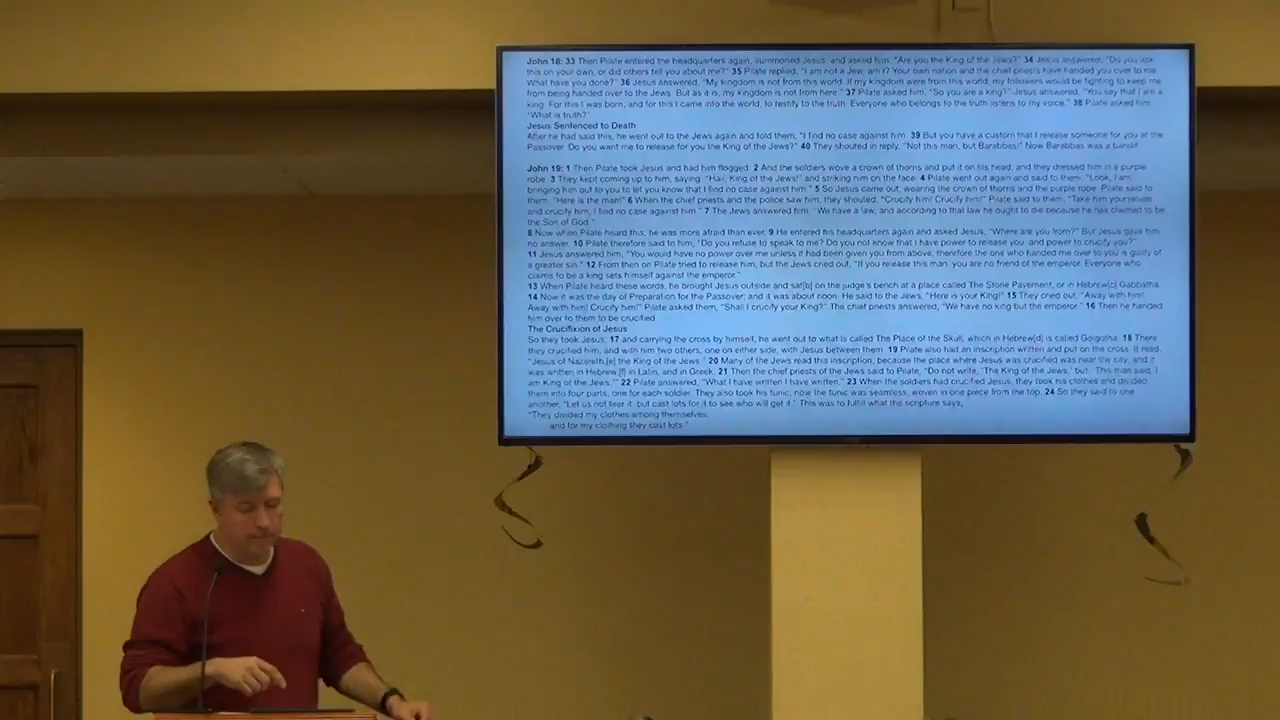 John 18: 33 Then Pilate entered the headquarters again, summoned Jesus, and asked him, "Are you the King of the Jews?" 34 Jesus answered, "Do you ask
this on your own, or did others tell you about me?" 35 Pilate replied, "I am not a Jew, am I? Your own nation and the chief priests have handed you over to me.
What have you done?" 36 Jesus answered, "My kingdom is not from this world. If my kingdom were from this world, my followers would be fighting to keep me
from being handed over to the Jews. But as it is, my kingdom is not from here." 37 Pilate asked him, "So you are a king?" Jesus answered, "You say that I am a
king. For this I was born, and for this I came into the world, to testify to the truth. Everyone who belongs to the truth listens to my voice." 38 Pilate asked him,
"What is truth?"
Jesus Sentenced to Death
After he had said this, he went out to the Jews again and told them, "I find no case against him. 39 But you have a custom that I release someone for you at the
Passover. Do you want me to release for you the King of the Jews?" 40 They shouted in reply, "Not this man, but Barabbas!" Now Barabbas was a bandit.
John 19: 1 Then Pilate took Jesus and had him flogged. 2 And the soldiers wove a crown of thorns and put it on his head, and they dressed him in a purple
robe. 3 They kept coming up to him, saying, "Hail, King of the Jews!" and striking him on the face. 4 Pilate went out again and said to them, "Look, I am
bringing him out to you to let you know that I find no case against him." 5 So Jesus came out, wearing the crown of thorns and the purple robe. Pilate said to
them, "Here is the man!" 6 When the chief priests and the police saw him, they shouted, "Crucify him! Crucify him!" Pilate said to them, "Take him yourselves
and crucify him; I find no case against him." 7 The Jews answered him, "We have a law, and according to that law he ought to die because he has claimed to be
the Son of God."
8 Now when Pilate heard this, he was more afraid than ever. 9 He entered his headquarters again and asked Jesus, "Where are you from?" But Jesus gave him
no answer. 10 Pilate therefore said to him, "Do you refuse to speak to me? Do you not know that I have power to release you, and power to crucify you?"
11 Jesus answered him, "You would have no power over me unless it had been given you from above; therefore the one who handed me over to you is guilty of
a greater sin." 12 From then on Pilate tried to release him, but the Jews cried out, "If you release this man, you are no friend of the emperor. Everyone who
claims to be a king sets himself against the emperor."
13 When Pilate heard these words, he brought Jesus outside and sat[b] on the judge's bench at a place called The Stone Pavement, or in Hebrew[c] Gabbatha.
14 Now it was the day of Preparation for the Passover; and it was about noon. He said to the Jews, "Here is your King!" 15 They cried out, "Away with him!
Away with him! Crucify him!" Pilate asked them, "Shall I crucify your King?" The chief priests answered, "We have no king but the emperor." 16 Then he handed
him over to them to be crucified.
The Crucifixion of Jesus
So they took Jesus; 17 and carrying the cross by himself, he went out to what is called The Place of the Skull, which in Hebrew[d] is called Golgotha. 18 There
they crucified him, and with him two others, one on either side, with Jesus between them. 19 Pilate also had an inscription written and put on the cross. It read,
"Jesus of Nazareth,[e] the King of the Jews." 20 Many of the Jews read this inscription, because the place where Jesus was crucified was near the city; and it
was written in Hebrew,[f] in Latin, and in Greek. 21 Then the chief priests of the Jews said to Pilate, "Do not write, 'The King of the Jews,' but, 'This man said, I
am King of the Jews.'" 22 Pilate answered, "What I have written I have written." 23 When the soldiers had crucified Jesus, they took his clothes and divided
them into four parts, one for each soldier. They also took his tunic; now the tunic was seamless, woven in one piece from the top. 24 So they said to one
another, "Let us not tear it, but cast lots for it to see who will get it." This was to fulfill what the scripture says,
"They divided my clothes among themselves,
and for my clothing they cast lots."